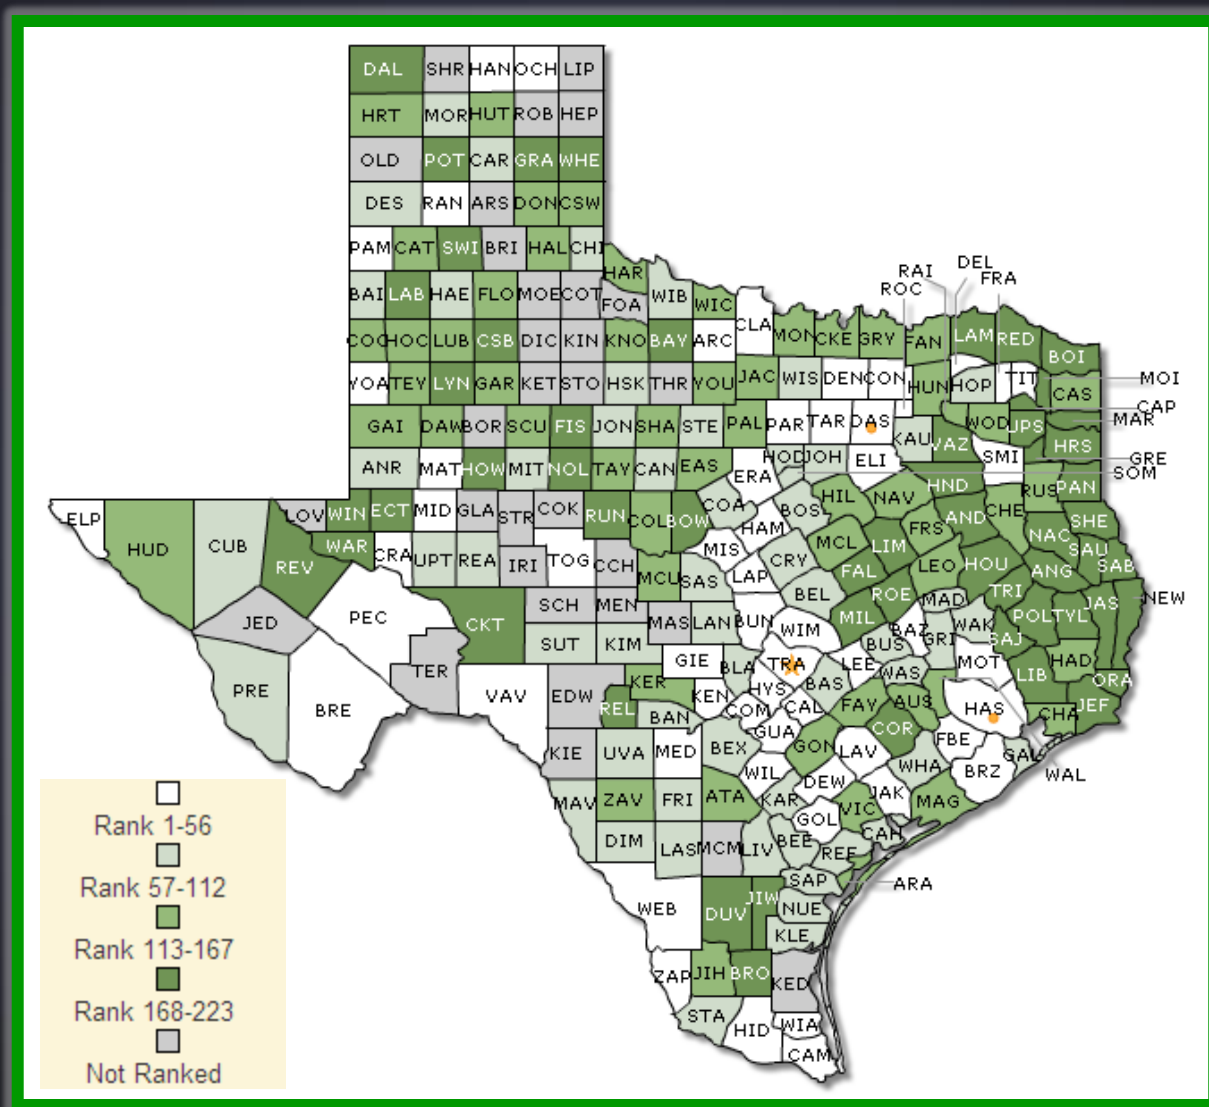 DAL SHR HAN OCH LIP
HRT MOR HUT ROB HEP
OLD POT CAR GRA WHE
DES RAN ARS DON CSW
PAM CAT SWI BRI HAL CHI
HAR
DEL
RAI FRA
ROC
BAI LAB HAE FLO MOE COT FOA WIB WIC
CLA MON CKE GRY FAN LAM RED BOI
COC HOC LUB CSB DIC KIN KNO BAY ARC
YOA TEY LYN GAR KET STO HSK THR YOU JAC WIS DEN CON HUN HOP TIT CAS MOI
CAP
MAR
GAI DAW BOR SCU FIS JON SHA STE PAL PAR TAR DAS KAU VAZ WOD UPS HRS
GRE
SOM
ANR MAT HOW MIT NOL TAY CAN EAS ERA HOD JOH ELI SMI
HND RUS PAN
ELP HUD CUB LOV WIN ECT MID GLA STR COK RUN COL BOW COA BOS HIL NAV
HAM FRS AND CHE SHE
REV WAR CRA UPT REA IRI TOG CCH MCU SAS MIS LAP CRY MCL LIM FAL LEO HOU NAC SAU SAB
ANG
JED PEC CKT SCH MEN MAS LAN BUN BEL MIL ROE MAD TRI POL TYL JAS NEW
SUT KIM WIM BUS BAZ GRI WAK SAJ
TER GIE BLA TRA LEE WAS MOT HAD
PRE BRE VAV EDW KER REL KEN HYS BAS FAY AUS LIB ORA
BAN COM CAL HAS CHA JEF
KIE UVA MED BEX GUA GON COR LAV FBE GAL
WHA BRZ WAL
MAV ZAV FRI ATA WIL KAR DEW JAK MAG
GOL VIC
DIM LAS MCM LIV BEE REF CAH
SAP ARA
WEB DUV JIW NUE
KLE
ZAP JIH BRO KED
STA HID WIA
CAM
Rank 1-56
Rank 57-112
Rank 113-167
Rank 168-223
Not Ranked